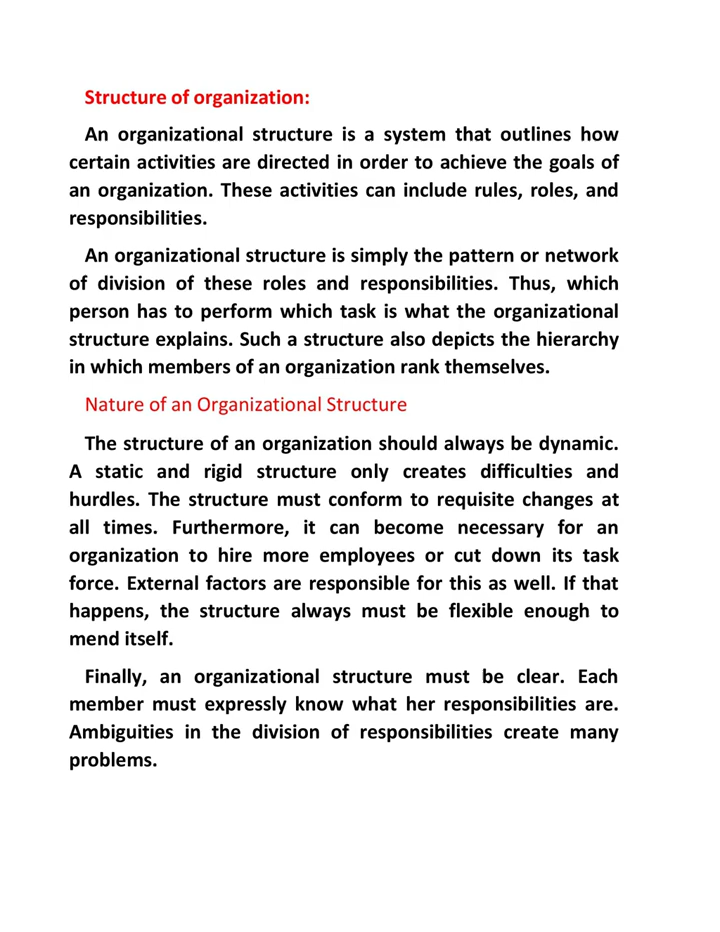 Structure of organization:
An organizational structure is a system that outlines how
certain activities are directed in order to achieve the goals of
an organization. These activities can include rules, roles, and
responsibilities.
An organizational structure is simply the pattern or network
of division of these roles and responsibilities. Thus, which
person has to perform which task is what the organizational
structure explains. Such a structure also depicts the hierarchy
in which members of an organization rank themselves.
Nature of an Organizational Structure
The structure of an organization should always be dynamic.
A static and rigid structure only creates difficulties and
hurdles. The structure must conform to requisite changes at
all times. Furthermore, it can become necessary for an
organization to hire more employees or cut down its task
force. External factors are responsible for this as well. If that
happens, the structure always must be flexible enough to
mend itself.
Finally, an organizational structure must be clear. Each
member must expressly know what her responsibilities are.
Ambiguities in the division of responsibilities create many
problems.